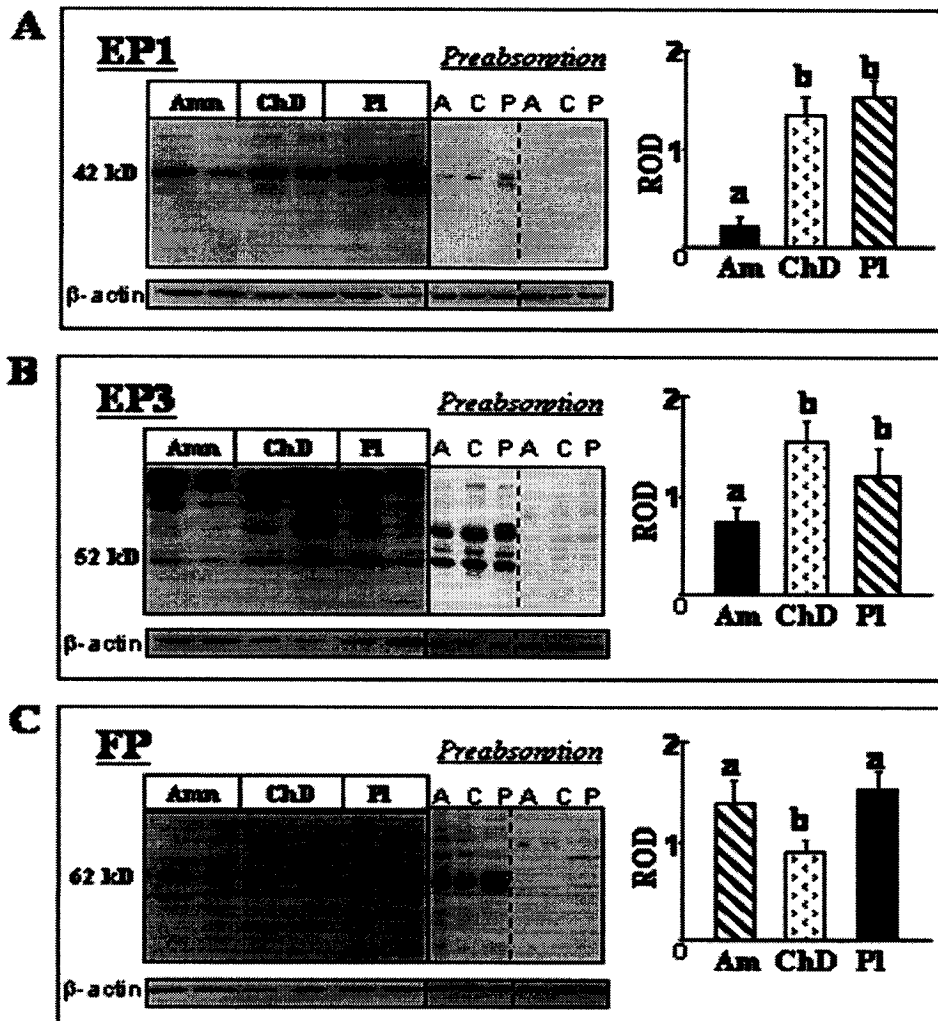 A
EP1
Preabsorption
Amn ChD Pl A C P A C P
42 kD
β-actin
ROD
2
1
0
a b b
Am ChD Pl
B
EP3
Preabsorption
Amn ChD Pl A C P A C P
52 kD
β-actin
ROD
2
1
0
a b b
Am ChD Pl
C
FP
Preabsorption
Amn ChD Pl A C P A C P
62 kD
β-actin
ROD
2
1
0
a b a
Am ChD Pl